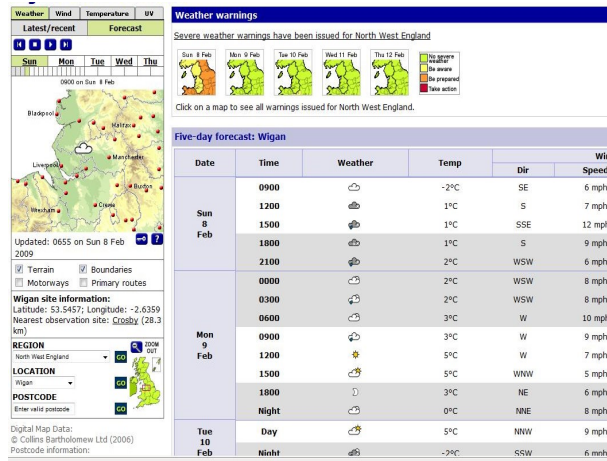 Weather Wind Temperature UV
Latest/recent Forecast
Sun Mon Tue Wed Thu
0900 on Sun 8 Feb
Blackpool
Halifax
Liverpool
Manchester
Buxton
Wrexham
Crewe
Updated: 0655 on Sun 8 Feb 2009
?
Terrain Boundaries
Motorways Primary routes
Wigan site information:
Latitude: 53.5457; Longitude: -2.6359
Nearest observation site: Crosby (28.3
km)
REGION
ZOOM
OUT
North West England GO
LOCATION
Wigan GO
POSTCODE
Enter valid postcode GO
Digital Map Data:
© Collins Bartholomew Ltd (2006)
Postcode information:
Weather warnings
Severe weather warnings have been issued for North West England
Sun 8 Feb Mon 9 Feb Tue 10 Feb Wed 11 Feb Thu 12 Feb
No severe
weather
Be aware
Be prepared
Take action
Click on a map to see all warnings issued for North West England.
Five-day forecast: Wigan
Date Time Weather Temp Dir Speed
Sun 8 Feb
0900 -2°C SE 6 mph
1200 1°C S 7 mph
1500 1°C SSE 12 mph
1800 1°C S 9 mph
2100 2°C WSW 6 mph
Mon 9 Feb
0000 2°C WSW 8 mph
0300 2°C WSW 8 mph
0600 3°C W 10 mph
0900 3°C W 9 mph
1200 5°C W 7 mph
1500 5°C WNW 5 mph
1800 3°C NE 6 mph
Night 0°C NNE 8 mph
Tue 10 Feb
Day 5°C NNW 9 mph
Night -2°C SSW 6 mph